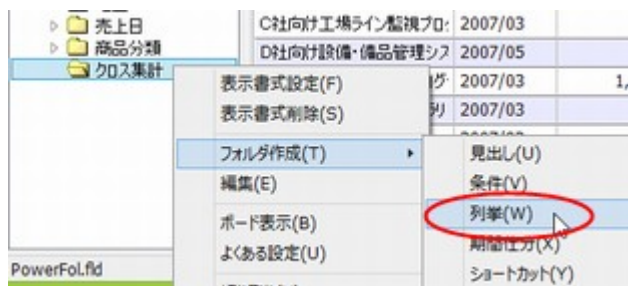 売上日
商品分類
クロス集計
C社向け工場ライン監視プロ: 2007/03
D社向け設備・備品管理シス 2007/05
2007/03 1,
2007/03
表示書式設定(F)
表示書式削除(S)
フォルダ作成(T)
編集(E)
ボード表示(B)
よくある設定(U)
見出し(U)
条件(V)
列挙(W)
期間仕分(X)
ショートカット(Y)
PowerFol.fld